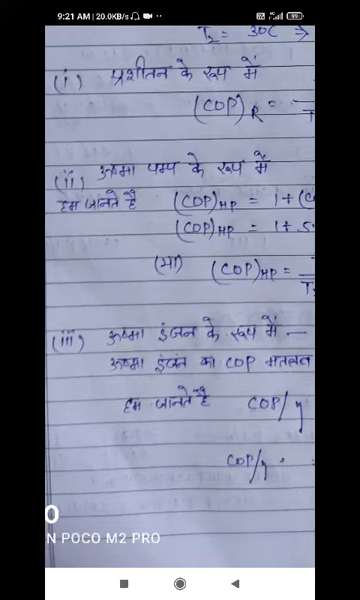 9:21 AM | 20.0KB/s
T₂ = 30C ⇒
(i) प्रशीतन के रूप में
(COP)R = 
(ii) ऊष्मा पम्प के रूप में
हम जानते है (COP)HP = 1+(C
(COP)HP = 1+ 5
(या) (COP)HP =
(iii) ऊष्मा इंजन के रूप में —
ऊष्मा इंजन का COP मतलब
हम जानते है COP/η
COP/η
O
N POCO M2 PRO